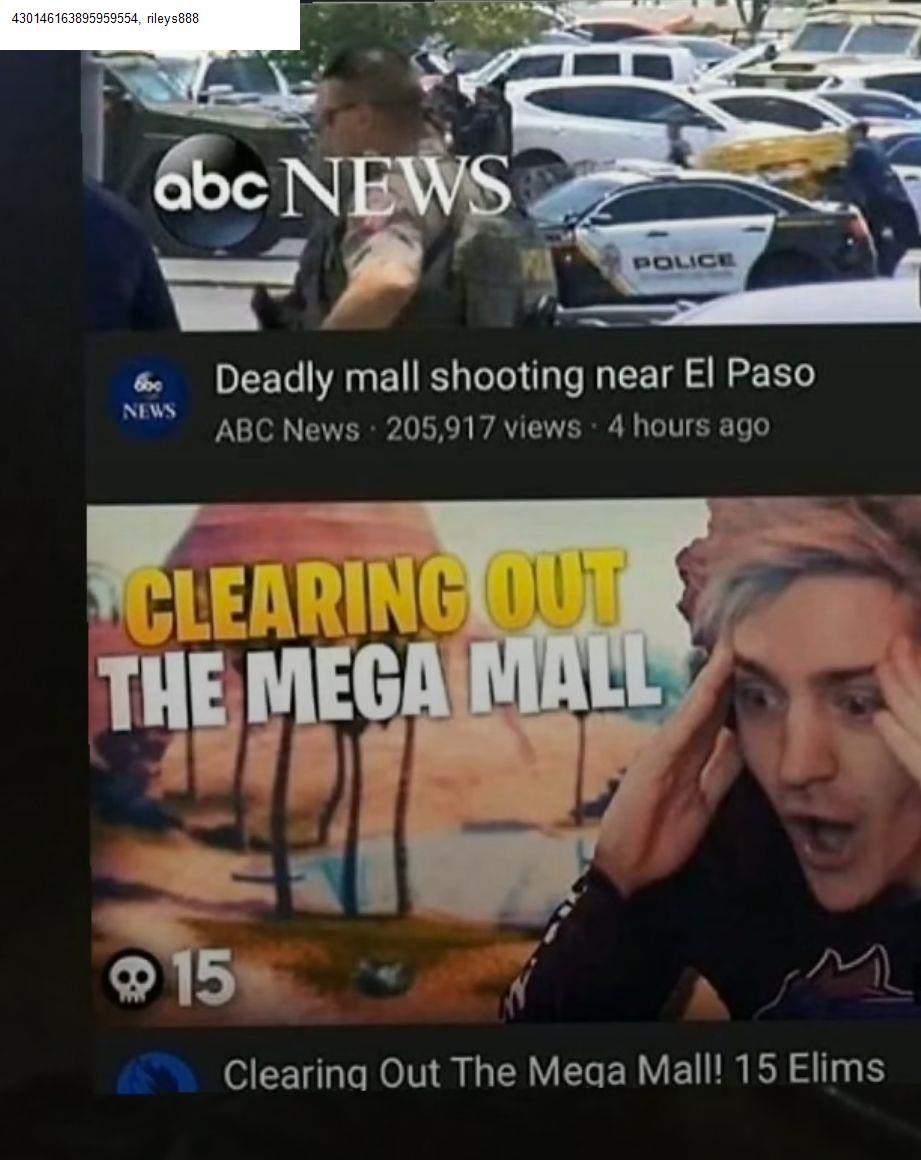 430146163895959554, rileys888
abc NEWS
POLICE
abc
NEWS
Deadly mall shooting near El Paso
ABC News · 205,917 views · 4 hours ago
CLEARING OUT
THE MEGA MALL
15
Clearing Out The Mega Mall! 15 Elims